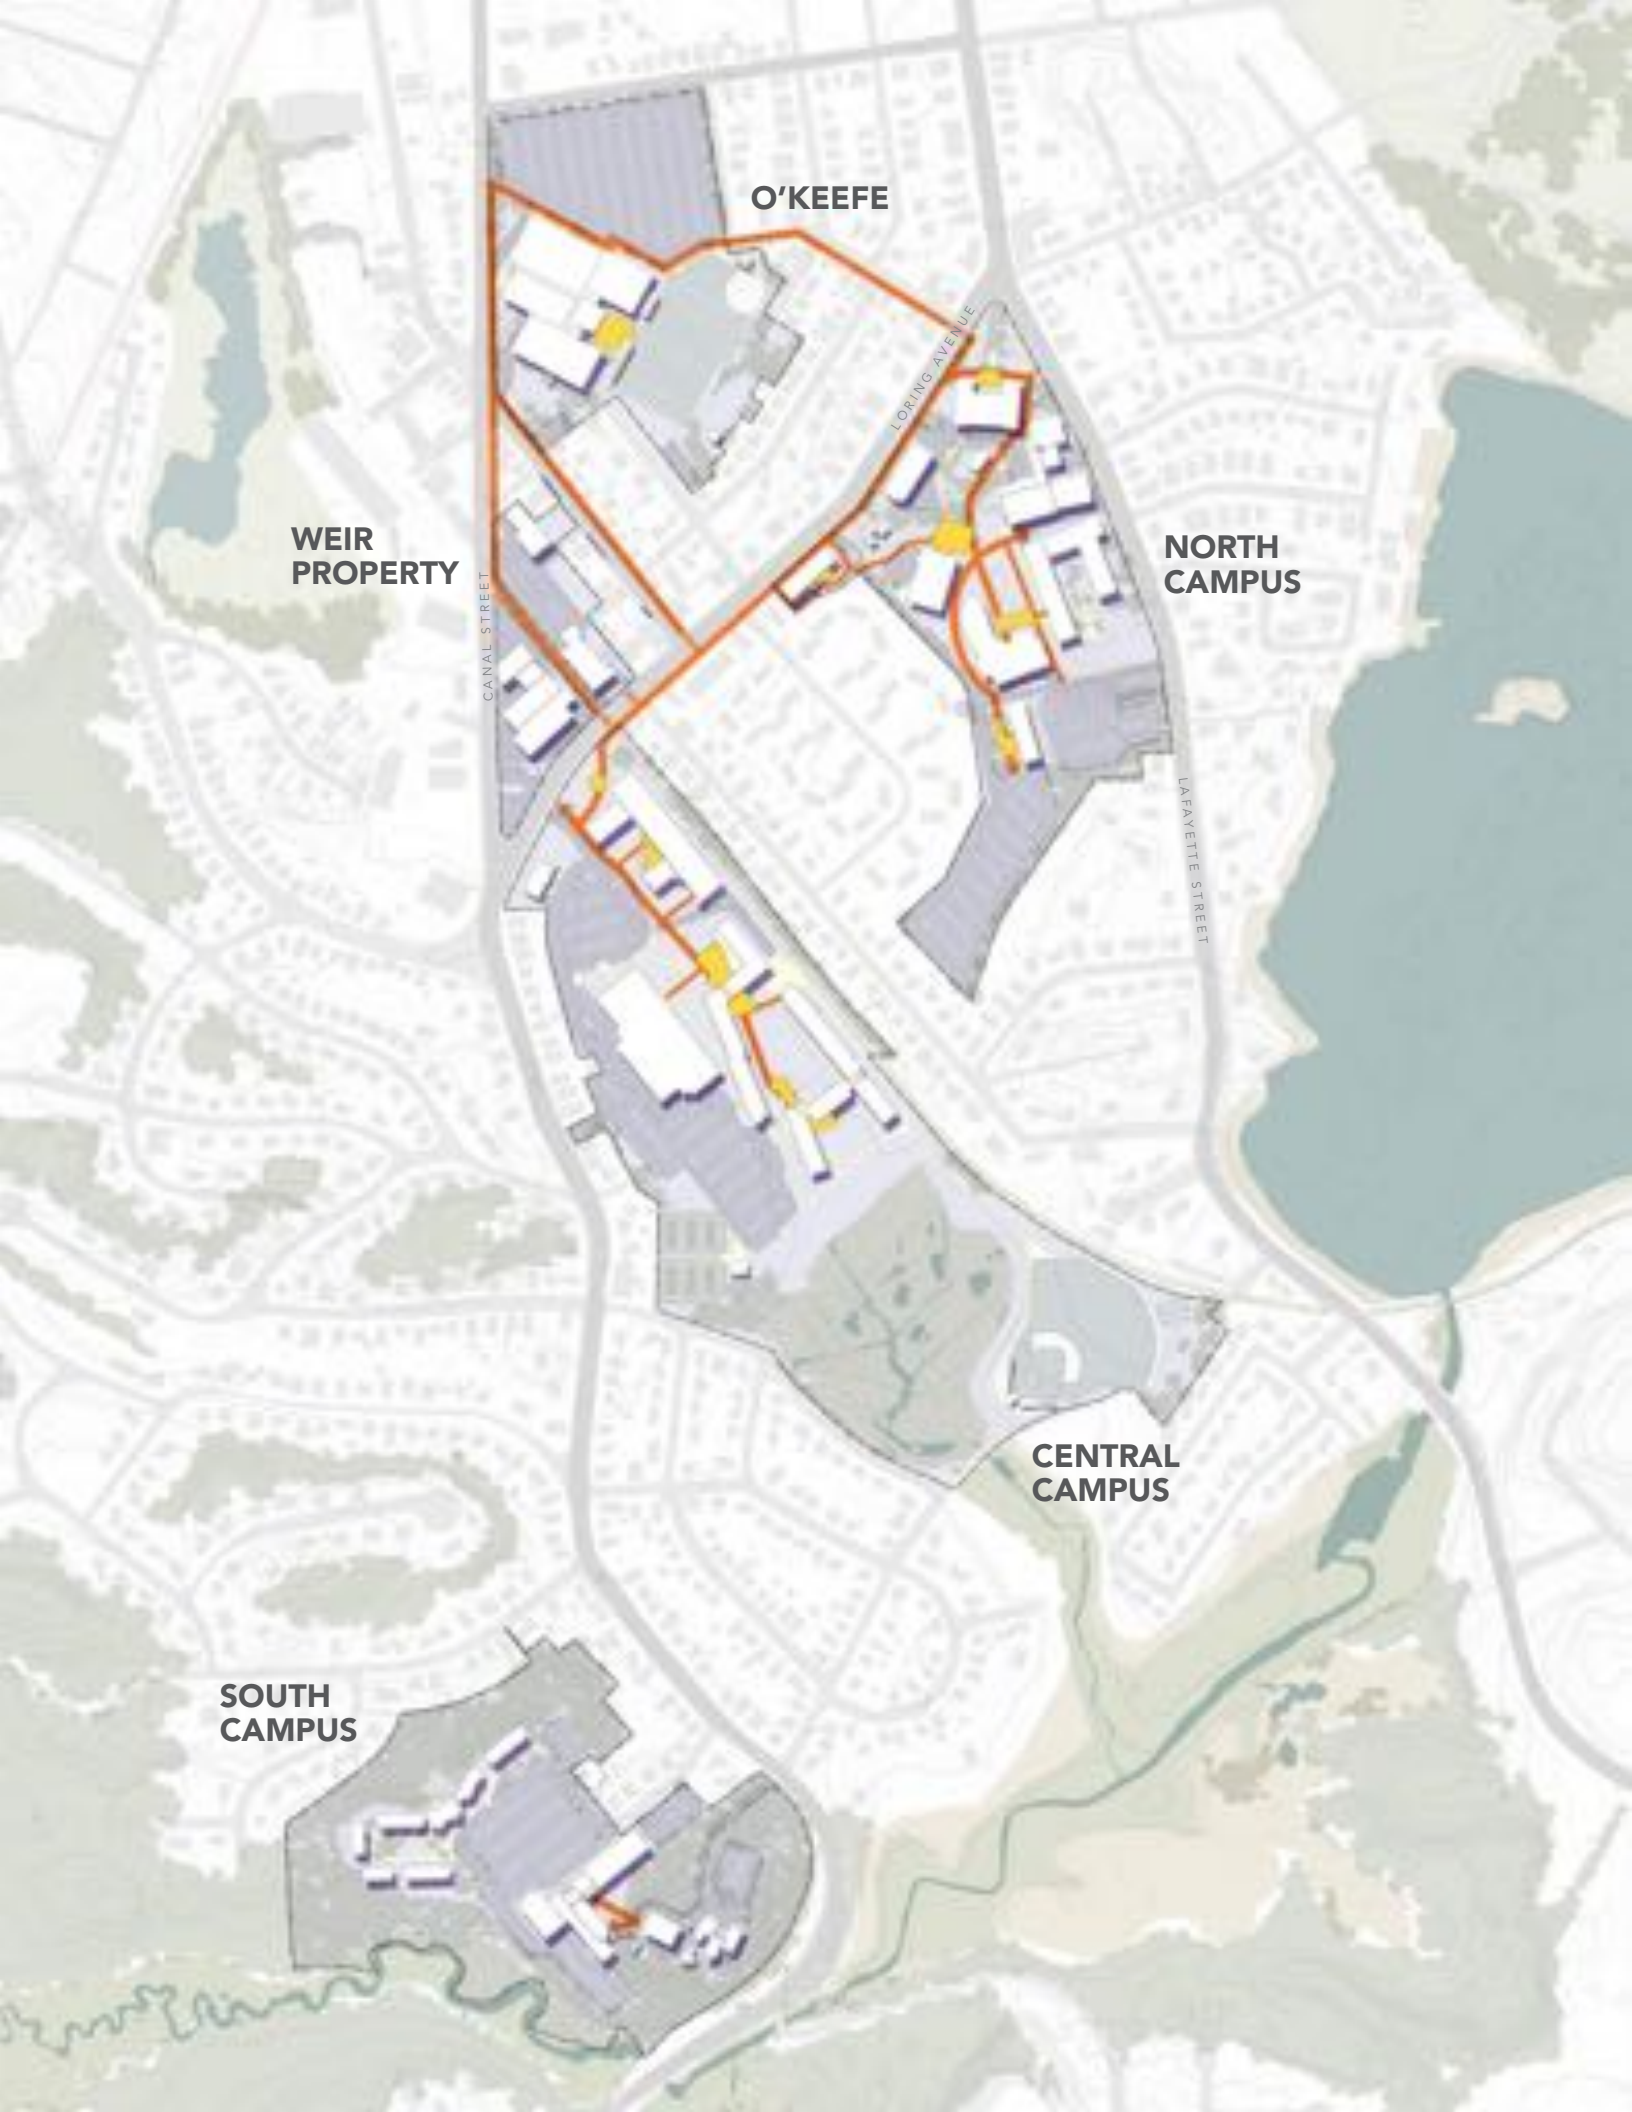 O'KEEFE
LORING AVENUE
WEIR
PROPERTY
NORTH
CAMPUS
CANAL STREET
LAFAYETTE STREET
CENTRAL
CAMPUS
SOUTH
CAMPUS